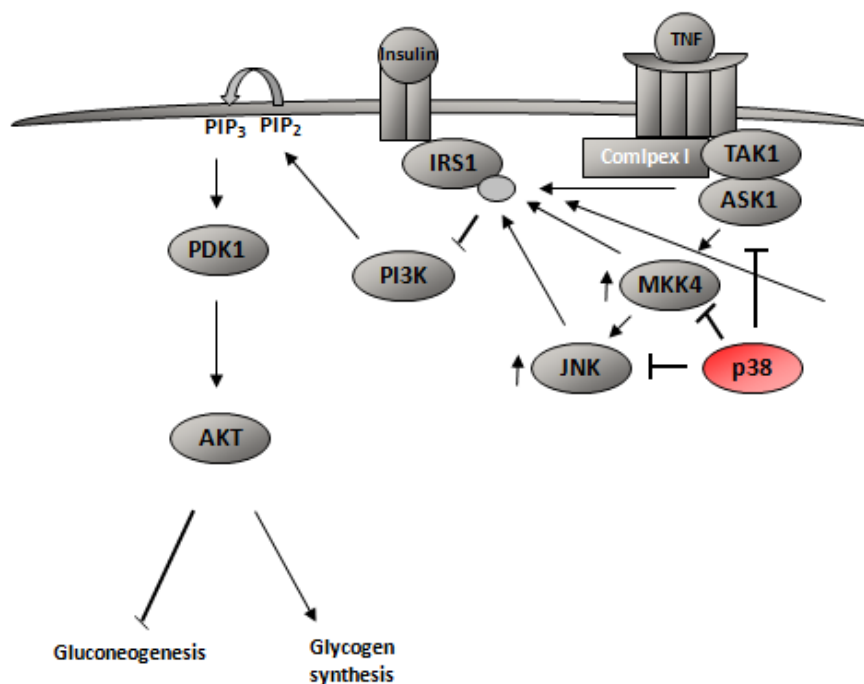 Insulin
TNF
PIP3 PIP2
IRS1
Comlpex I
TAK1
ASK1
PDK1
PI3K
MKK4
JNK
p38
AKT
Gluconeogenesis
Glycogen
synthesis